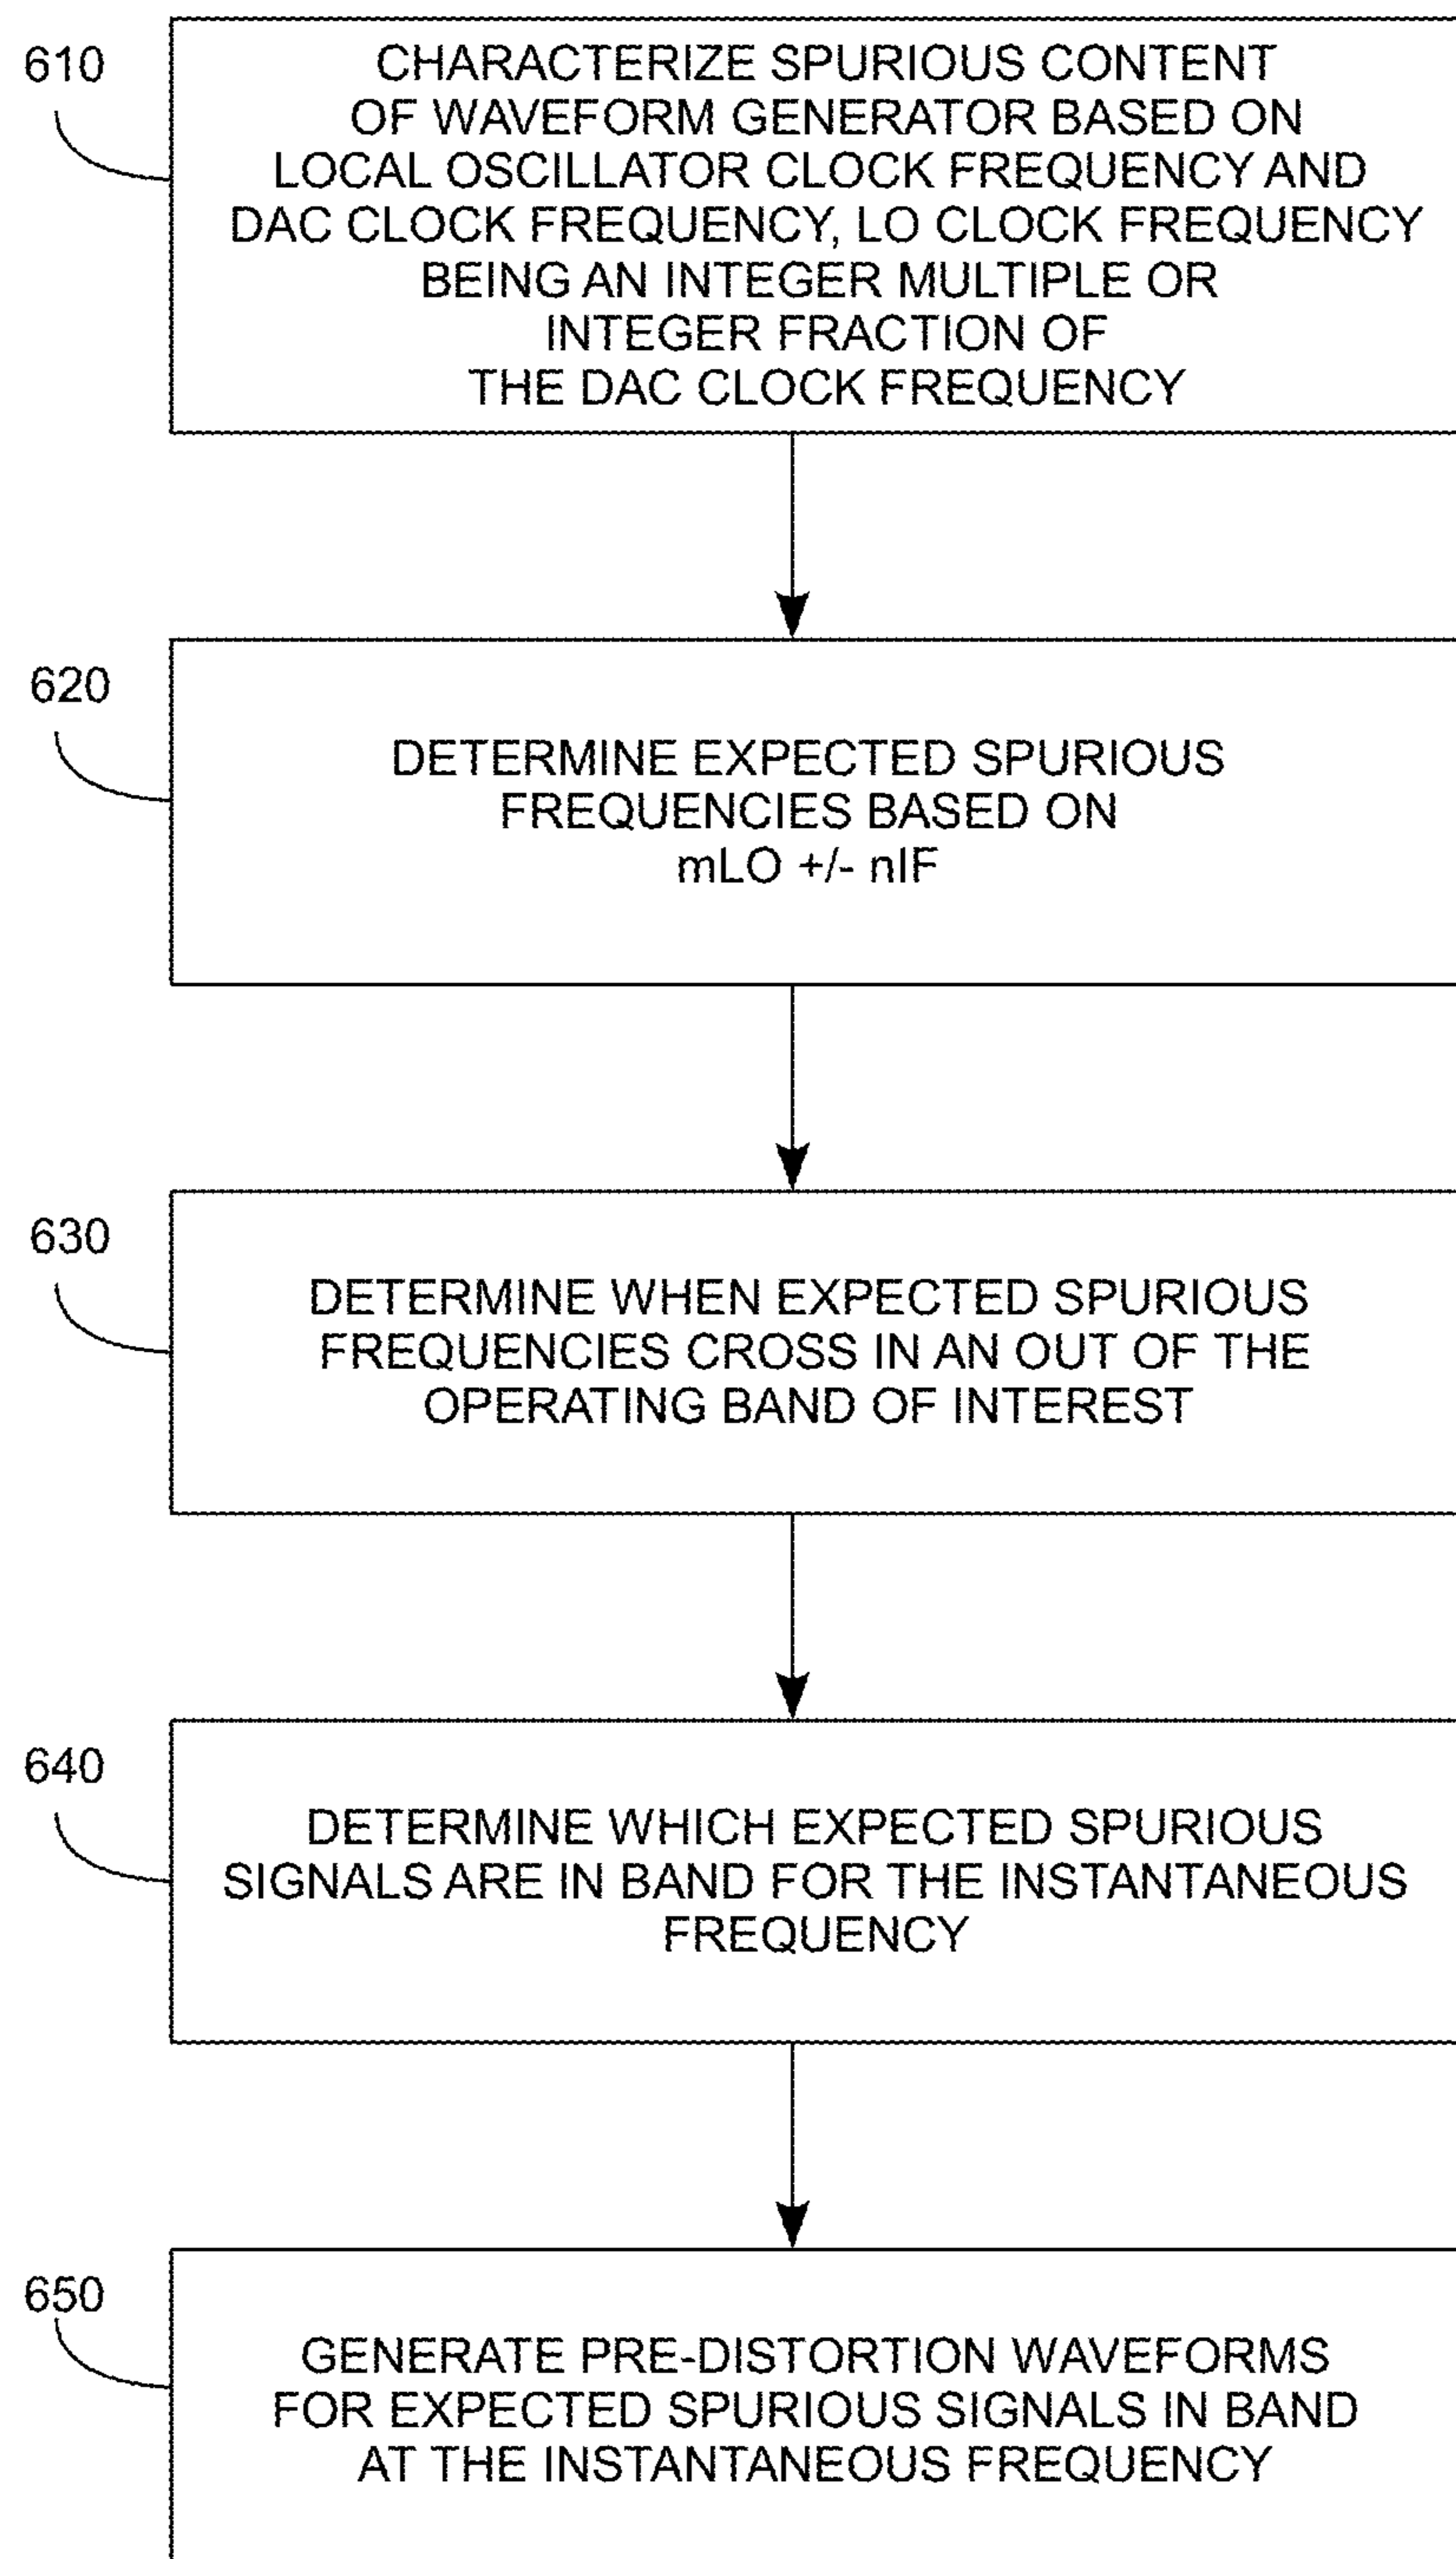 610
CHARACTERIZE SPURIOUS CONTENT
OF WAVEFORM GENERATOR BASED ON
LOCAL OSCILLATOR CLOCK FREQUENCY AND
DAC CLOCK FREQUENCY, LO CLOCK FREQUENCY
BEING AN INTEGER MULTIPLE OR
INTEGER FRACTION OF
THE DAC CLOCK FREQUENCY
620
DETERMINE EXPECTED SPURIOUS
FREQUENCIES BASED ON
mLO +/- nIF
630
DETERMINE WHEN EXPECTED SPURIOUS
FREQUENCIES CROSS IN AN OUT OF THE
OPERATING BAND OF INTEREST
640
DETERMINE WHICH EXPECTED SPURIOUS
SIGNALS ARE IN BAND FOR THE INSTANTANEOUS
FREQUENCY
650
GENERATE PRE-DISTORTION WAVEFORMS
FOR EXPECTED SPURIOUS SIGNALS IN BAND
AT THE INSTANTANEOUS FREQUENCY